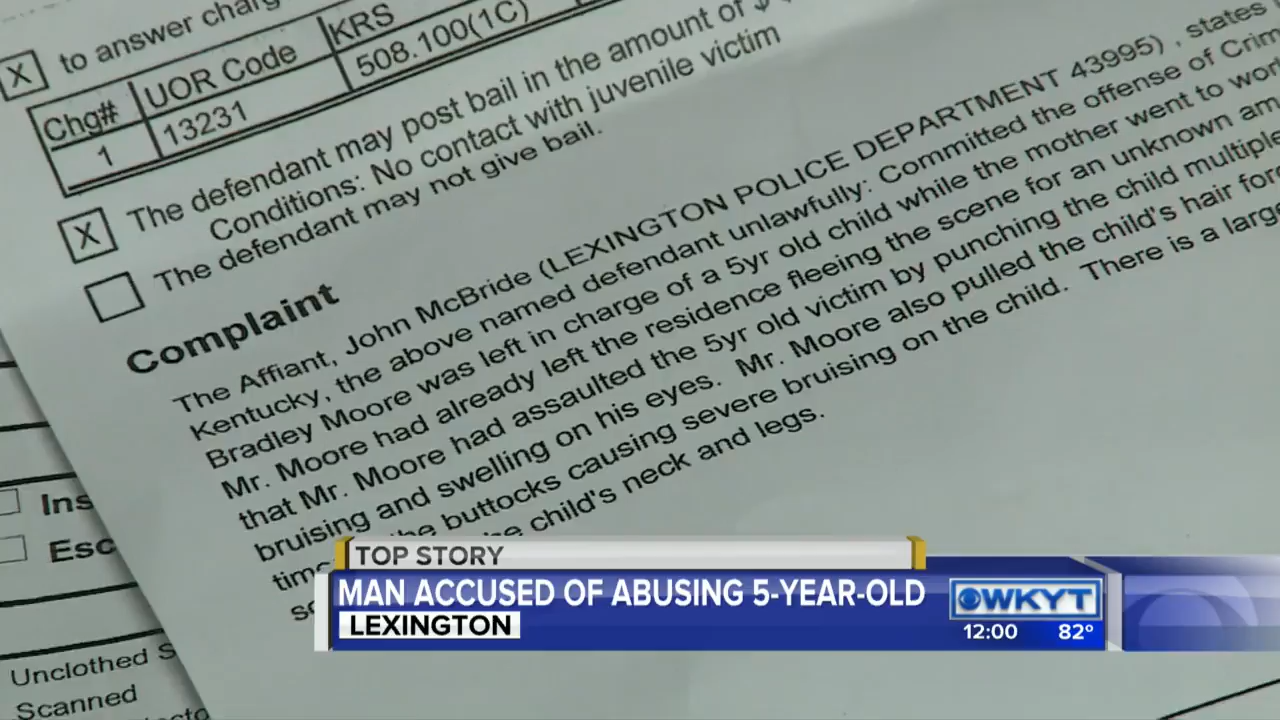 X to answer charg
Chg# UOR Code KRS
1 13231 508.100(1C)
X The defendant may post bail in the amount of $
Conditions: No contact with juvenile victim
The defendant may not give bail.
Complaint
The Affiant, John McBride (LEXINGTON POLICE DEPARTMENT 43995) , states
Kentucky, the above named defendant unlawfully: Committed the offense of Crim
Bradley Moore was left in charge of a 5yr old child while the mother went to wor
Mr. Moore had already left the residence fleeing the scene for an unknown am
that Mr. Moore had assaulted the 5yr old victim by punching the child multiple
bruising and swelling on his eyes. Mr. Moore also pulled the child's hair forc
time he buttocks causing severe bruising on the child. There is a large
sc he child's neck and legs.
Ins
Esc
Unclothed S
Scanned
TOP STORY
MAN ACCUSED OF ABUSING 5-YEAR-OLD
LEXINGTON
WKYT
12:00 82°